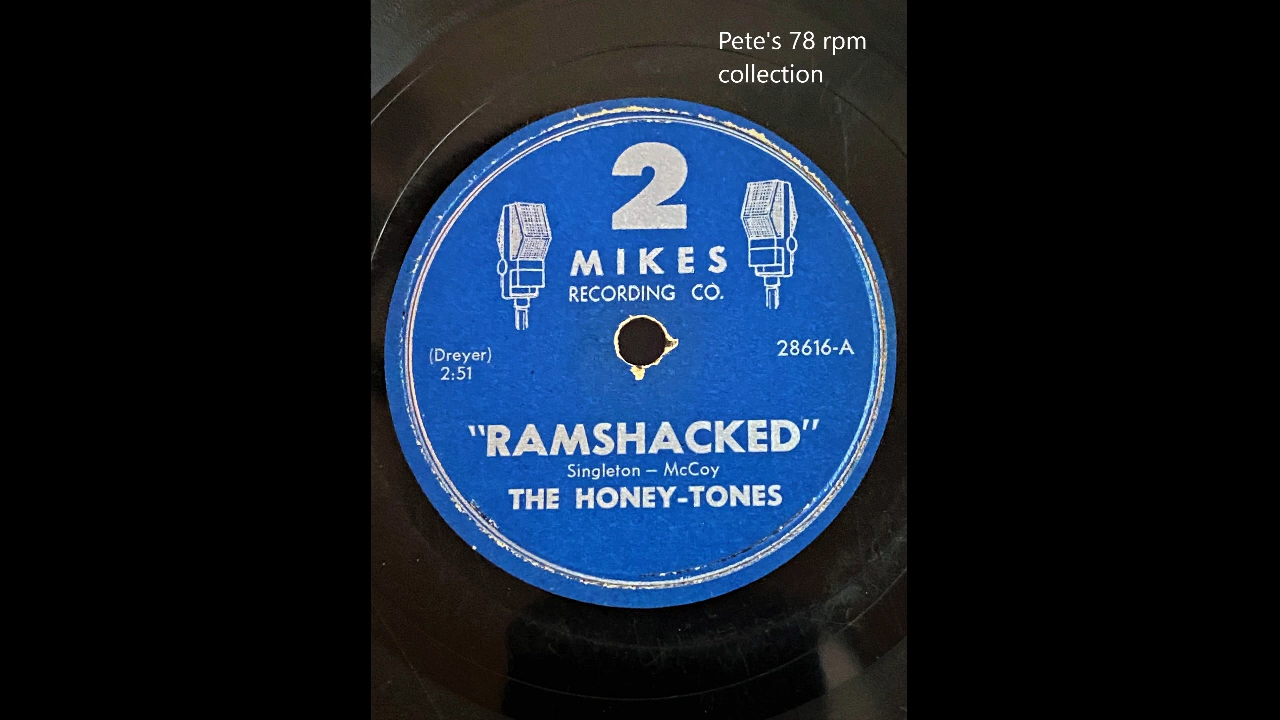 Pete's 78 rpm
collection
2
MIKES
RECORDING CO.
(Dreyer)
2:51
28616-A
"RAMSHACKED"
Singleton – McCoy
THE HONEY-TONES